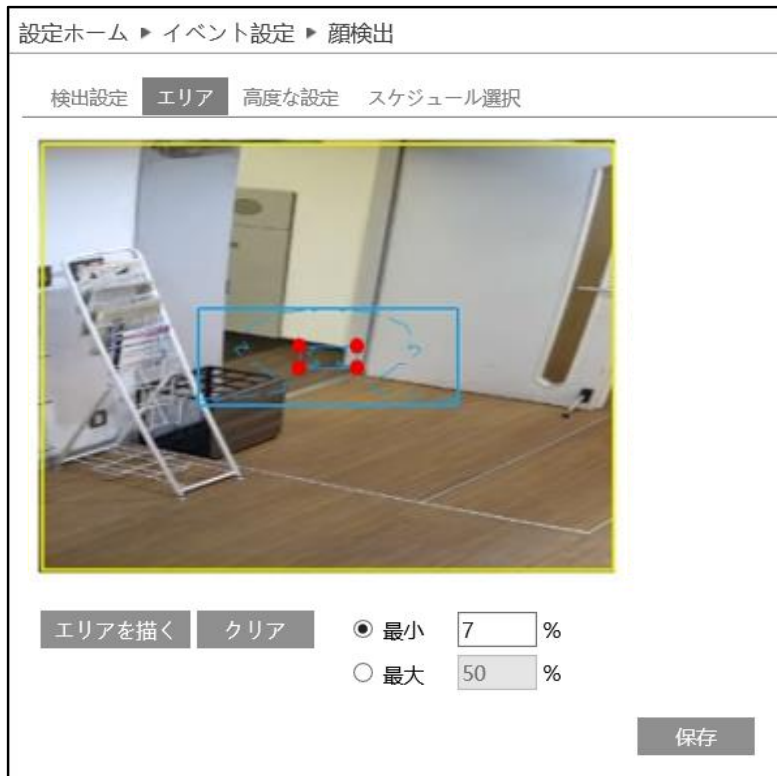 設定ホーム ▶ イベント設定 ▶ 顔検出
検出設定 エリア 高度な設定 スケジュール選択
エリアを描く クリア 最小 7 %
最大 50 %
保存